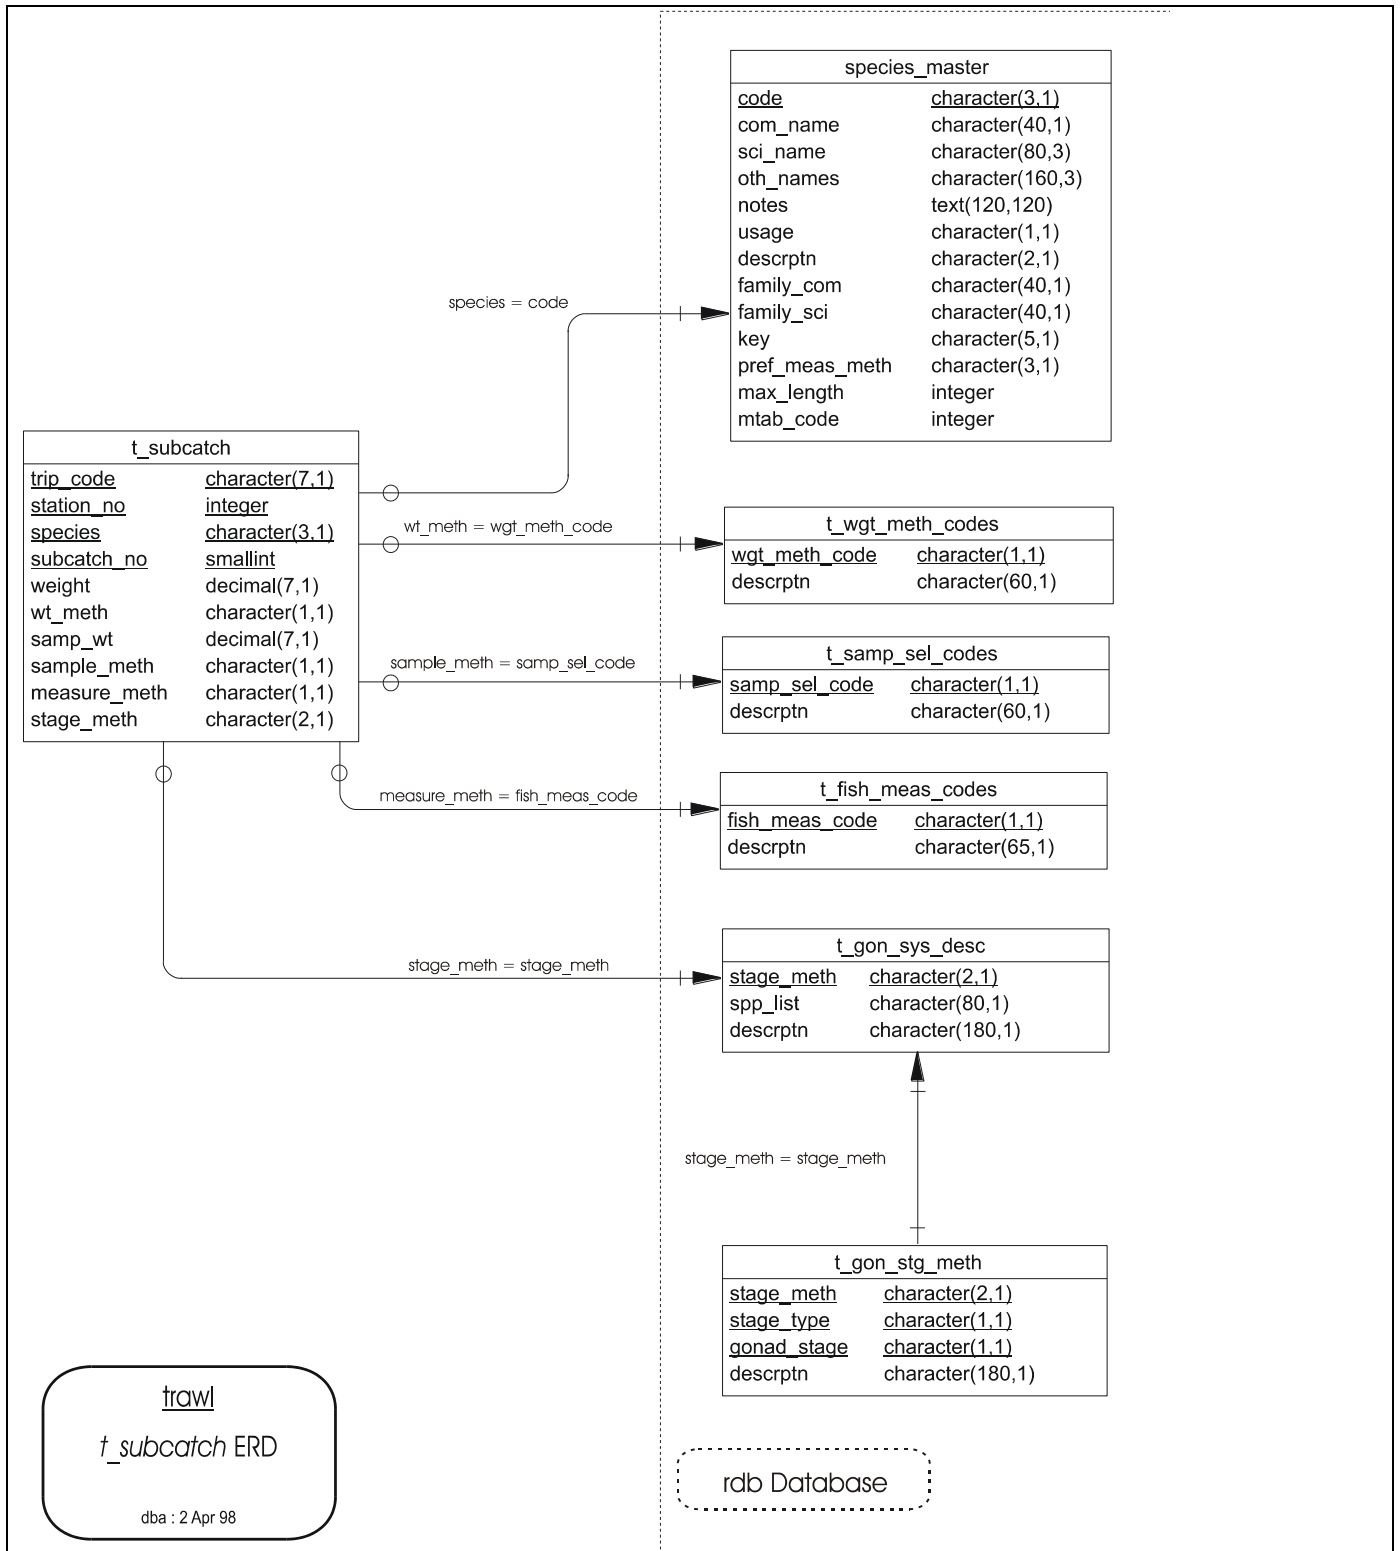 species_master
code character(3,1)
com_name character(40,1)
sci_name character(80,3)
oth_names character(160,3)
notes text(120,120)
usage character(1,1)
descrptn character(2,1)
family_com character(40,1)
family_sci character(40,1)
key character(5,1)
pref_meas_meth character(3,1)
max_length integer
mtab_code integer
species = code
t_subcatch
trip_code character(7,1)
station_no integer
species character(3,1)
subcatch_no smallint
weight decimal(7,1)
wt_meth character(1,1)
samp_wt decimal(7,1)
sample_meth character(1,1)
measure_meth character(1,1)
stage_meth character(2,1)
wt_meth = wgt_meth_code
t_wgt_meth_codes
wgt_meth_code character(1,1)
descrptn character(60,1)
sample_meth = samp_sel_code
t_samp_sel_codes
samp_sel_code character(1,1)
descrptn character(60,1)
measure_meth = fish_meas_code
t_fish_meas_codes
fish_meas_code character(1,1)
descrptn character(65,1)
stage_meth = stage_meth
t_gon_sys_desc
stage_meth character(2,1)
spp_list character(80,1)
descrptn character(180,1)
stage_meth = stage_meth
t_gon_stg_meth
stage_meth character(2,1)
stage_type character(1,1)
gonad_stage character(1,1)
descrptn character(180,1)
trawl
t_subcatch ERD
dba : 2 Apr 98
rdb Database